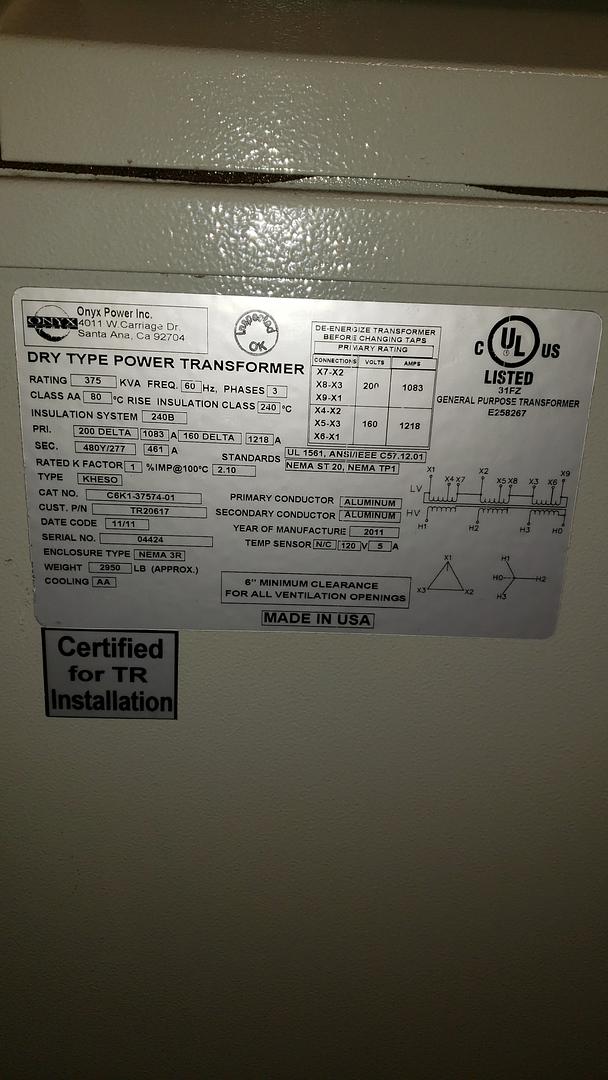 ONYX
Onyx Power Inc.
4011 W.Carriage Dr.
Santa Ana, Ca 92704
Inspected
OK
DE-ENERGIZE TRANSFORMER
BEFORE CHANGING TAPS
PRIMARY RATING
CONNECTIONS VOLTS AMPS
X7-X2
X8-X3 200 1083
X9-X1
X4-X2
X5-X3 160 1218
X6-X1
C UL US
LISTED
31FZ
GENERAL PURPOSE TRANSFORMER
E258267
DRY TYPE POWER TRANSFORMER
RATING 375 KVA FREQ. 60 Hz, PHASES 3
CLASS AA 80 °C RISE INSULATION CLASS 240 °C
INSULATION SYSTEM 240B
PRI. 200 DELTA 1083 A 160 DELTA 1218 A
SEC. 480Y/277 461 A
STANDARDS UL 1561, ANSI/IEEE C57.12.01
NEMA ST 20, NEMA TP1
RATED K FACTOR 1 %IMP@100°C 2.10
TYPE KHESO
CAT NO. C6K1-37574-01
CUST. P/N TR20617
DATE CODE 11/11
SERIAL NO. 04424
ENCLOSURE TYPE NEMA 3R
WEIGHT 2950 LB (APPROX.)
COOLING AA
PRIMARY CONDUCTOR ALUMINUM
SECONDARY CONDUCTOR ALUMINUM
YEAR OF MANUFACTURE 2011
TEMP SENSOR N/C 120 V 5 A
6" MINIMUM CLEARANCE
FOR ALL VENTILATION OPENINGS
MADE IN USA
X1 X4 X7 X2 X5 X8 X3 X6 X9
LV
HV
H1 H2 H3 H0
X1
X3 X2
H1
H0 H2
H3
Certified
for TR
Installation